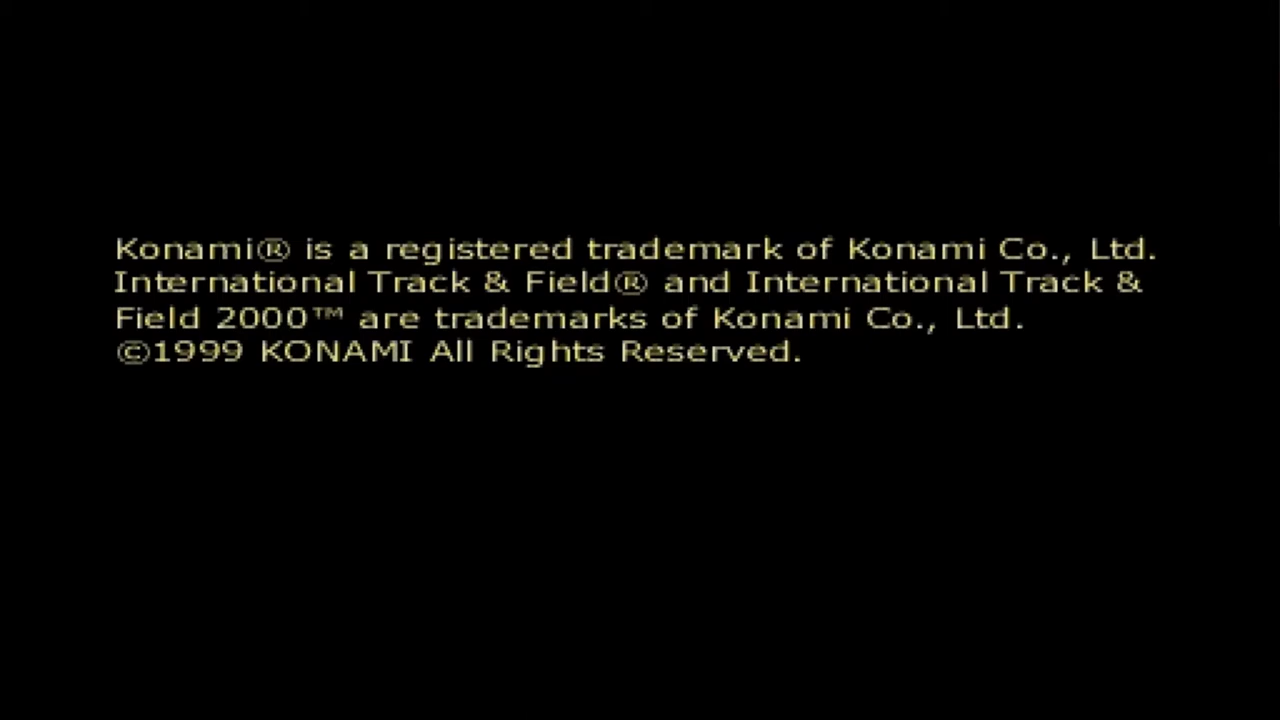 Konami® is a registered trademark of Konami Co., Ltd.
International Track & Field® and International Track &
Field 2000™ are trademarks of Konami Co., Ltd.
©1999 KONAMI All Rights Reserved.